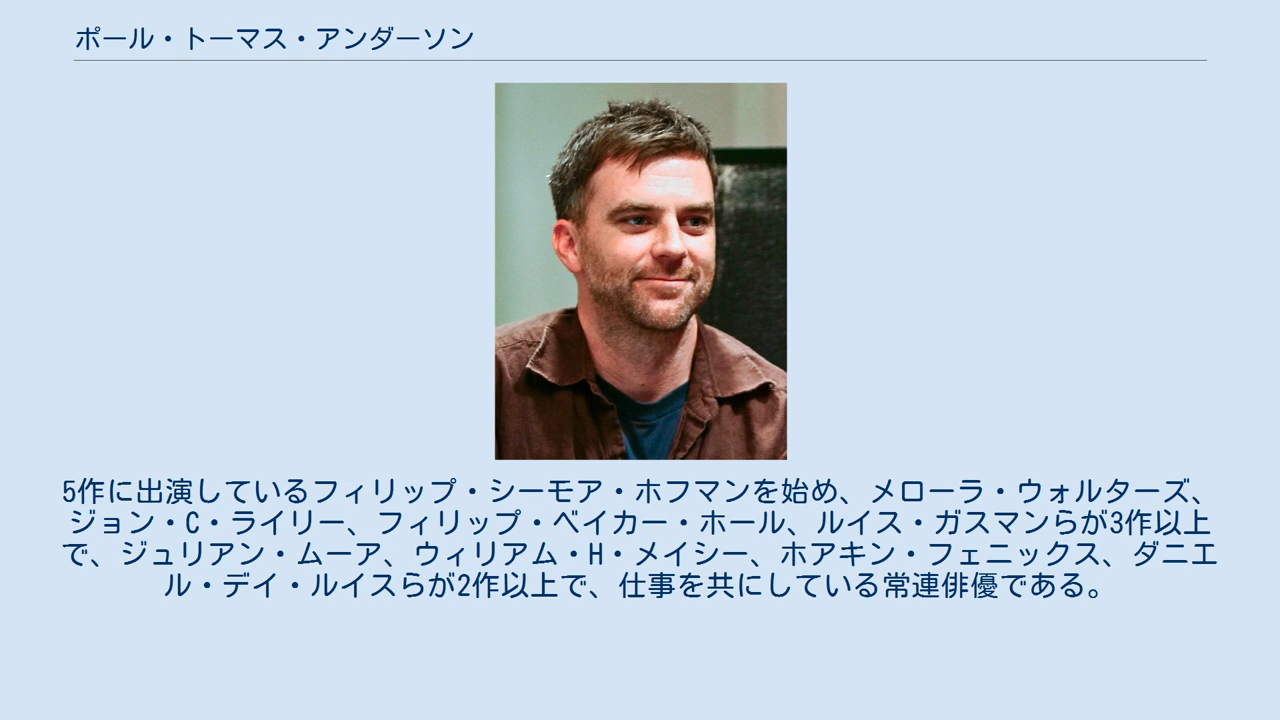 ポール・トーマス・アンダーソン
5作に出演しているフィリップ・シーモア・ホフマンを始め、メローラ・ウォルターズ、
ジョン・C・ライリー、フィリップ・ベイカー・ホール、ルイス・ガスマンらが3作以上
で、ジュリアン・ムーア、ウィリアム・H・メイシー、ホアキン・フェニックス、ダニエ
ル・デイ・ルイスらが2作以上で、仕事を共にしている常連俳優である。